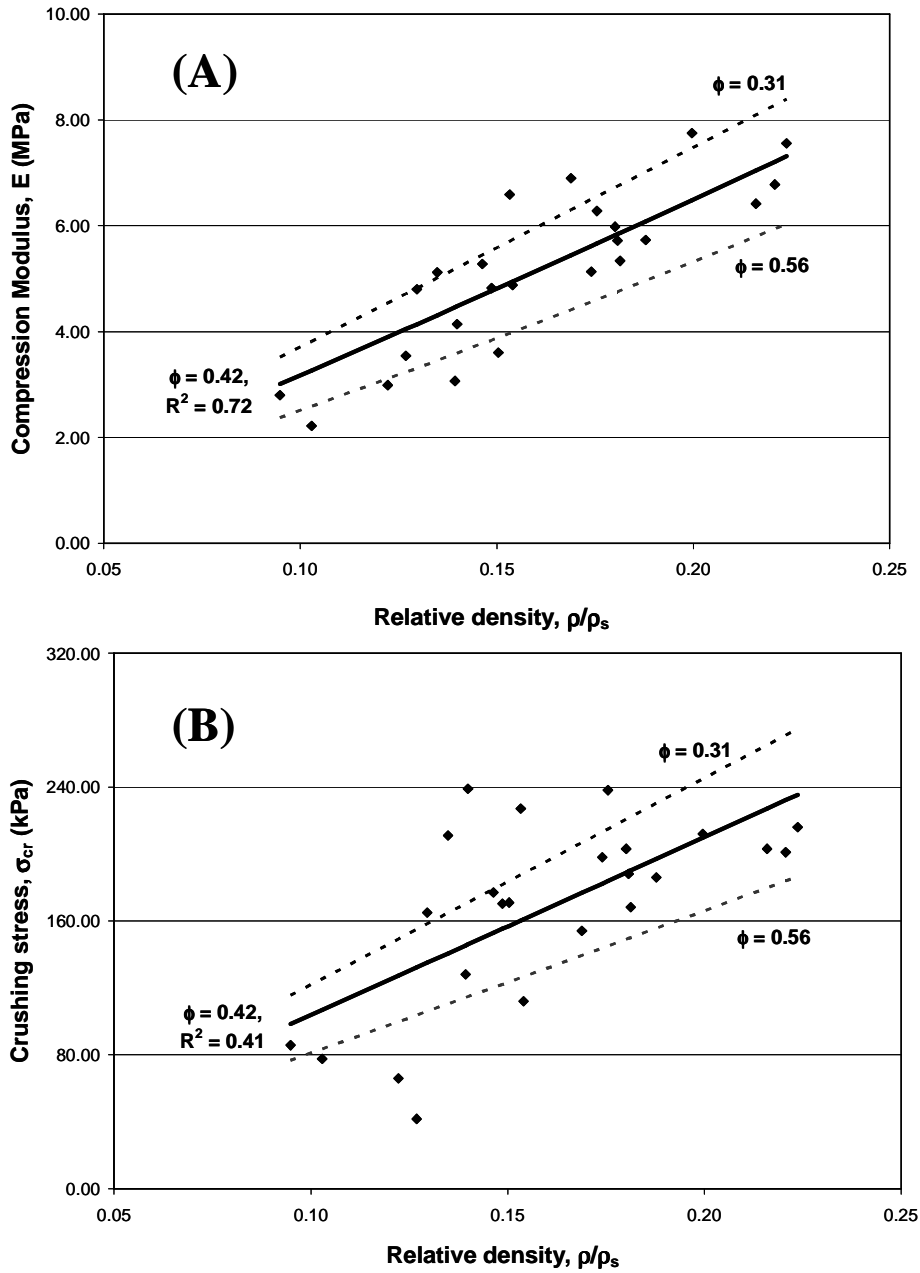 (A)
10.00
8.00
6.00
4.00
2.00
0.00
Compression Modulus, E (MPa)
ϕ = 0.31
ϕ = 0.56
ϕ = 0.42,
R² = 0.72
0.05 0.10 0.15 0.20 0.25
Relative density, ρ/ρₛ
(B)
320.00
240.00
160.00
80.00
0.00
Crushing stress, σcr (kPa)
ϕ = 0.31
ϕ = 0.56
ϕ = 0.42,
R² = 0.41
0.05 0.10 0.15 0.20 0.25
Relative density, ρ/ρₛ